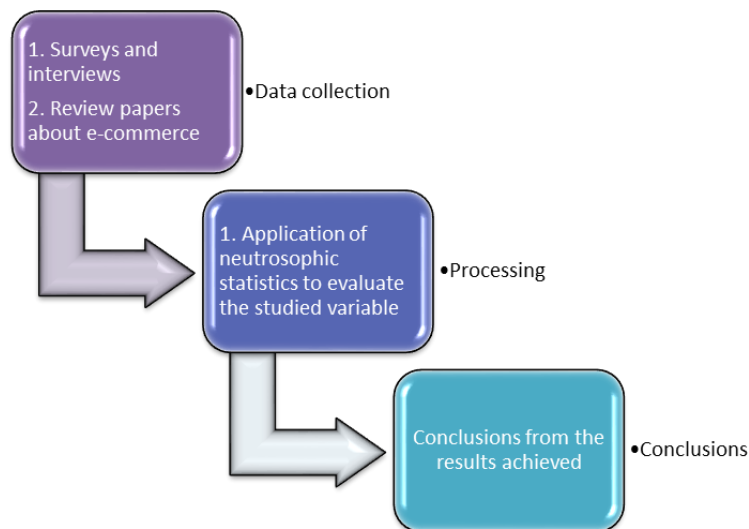 1. Surveys and
interviews
2. Review papers
about e-commerce
•Data collection
1. Application of
neutrosophic
statistics to evaluate
the studied variable
•Processing
Conclusions from the
results achieved
•Conclusions